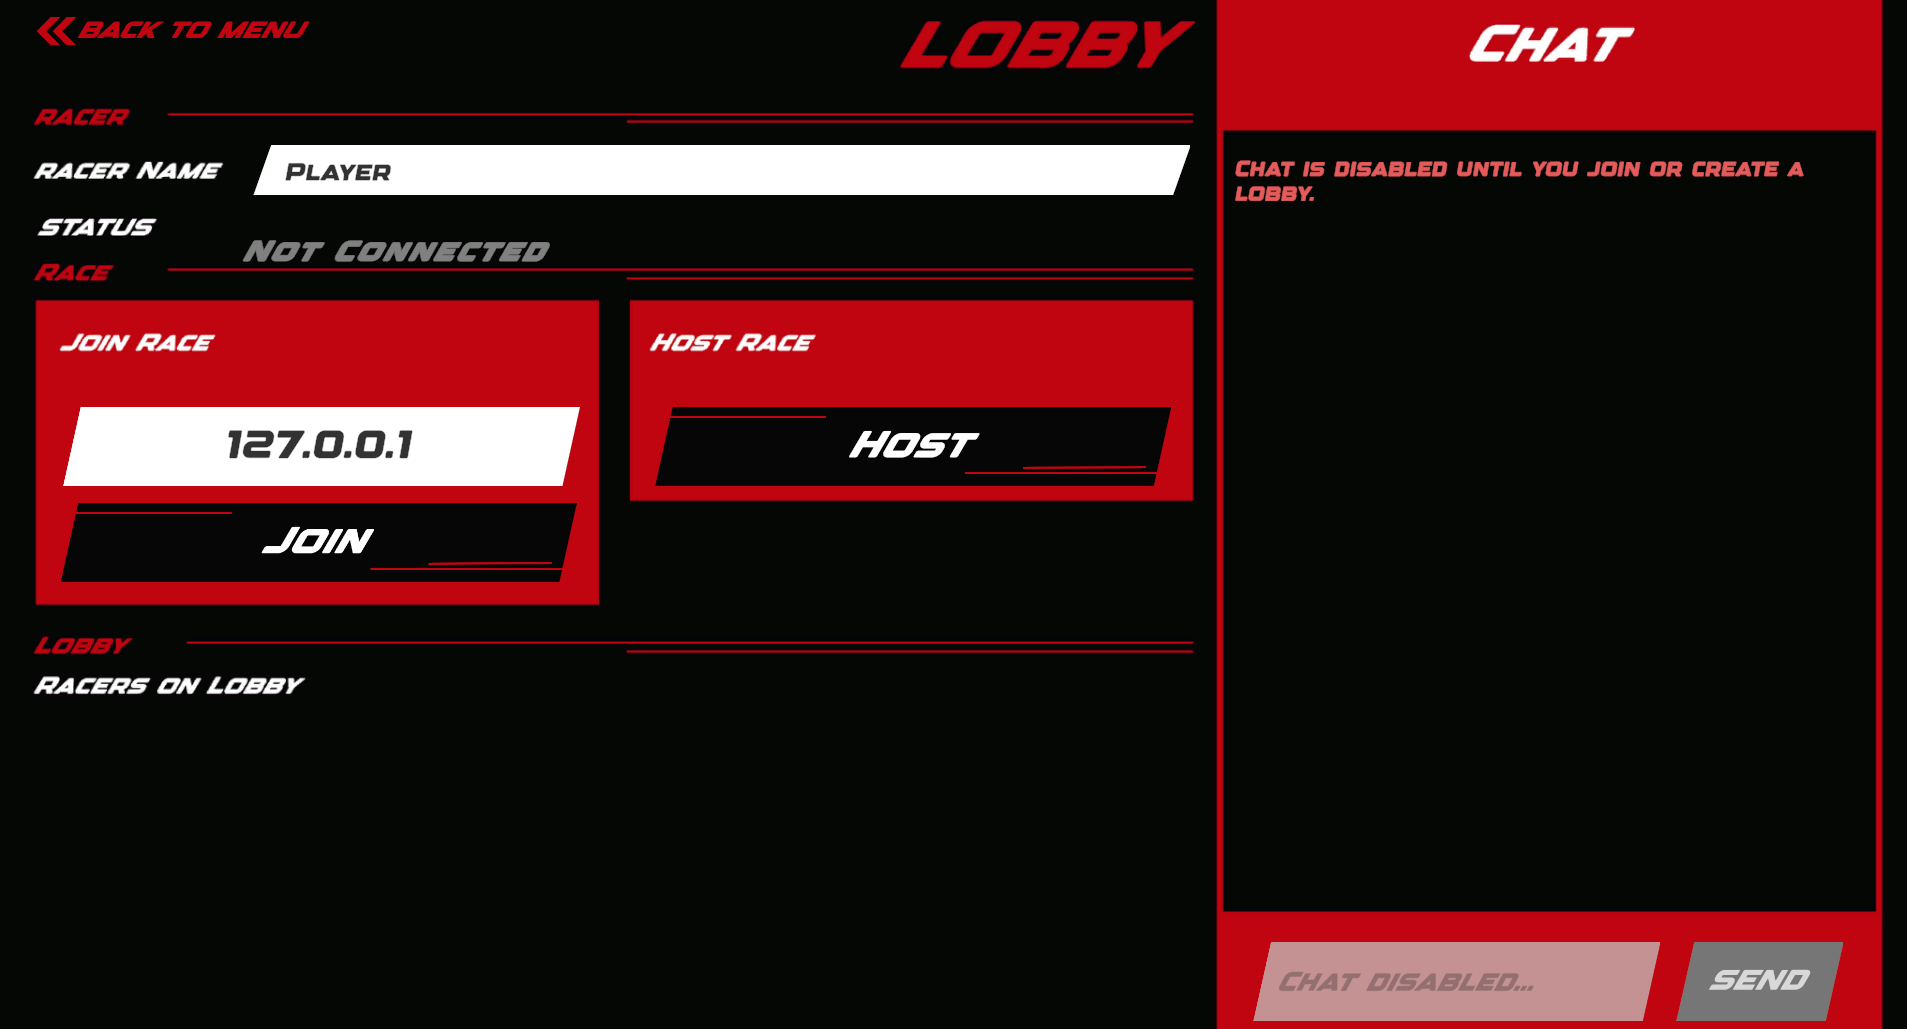 BACK TO MENU
LOBBY
RACER
RACER NAME
PLAYER
STATUS
NOT CONNECTED
RACE
JOIN RACE
127.0.0.1
JOIN
HOST RACE
HOST
LOBBY
RACERS ON LOBBY
CHAT
CHAT IS DISABLED UNTIL YOU JOIN OR CREATE A
LOBBY.
CHAT DISABLED...
SEND